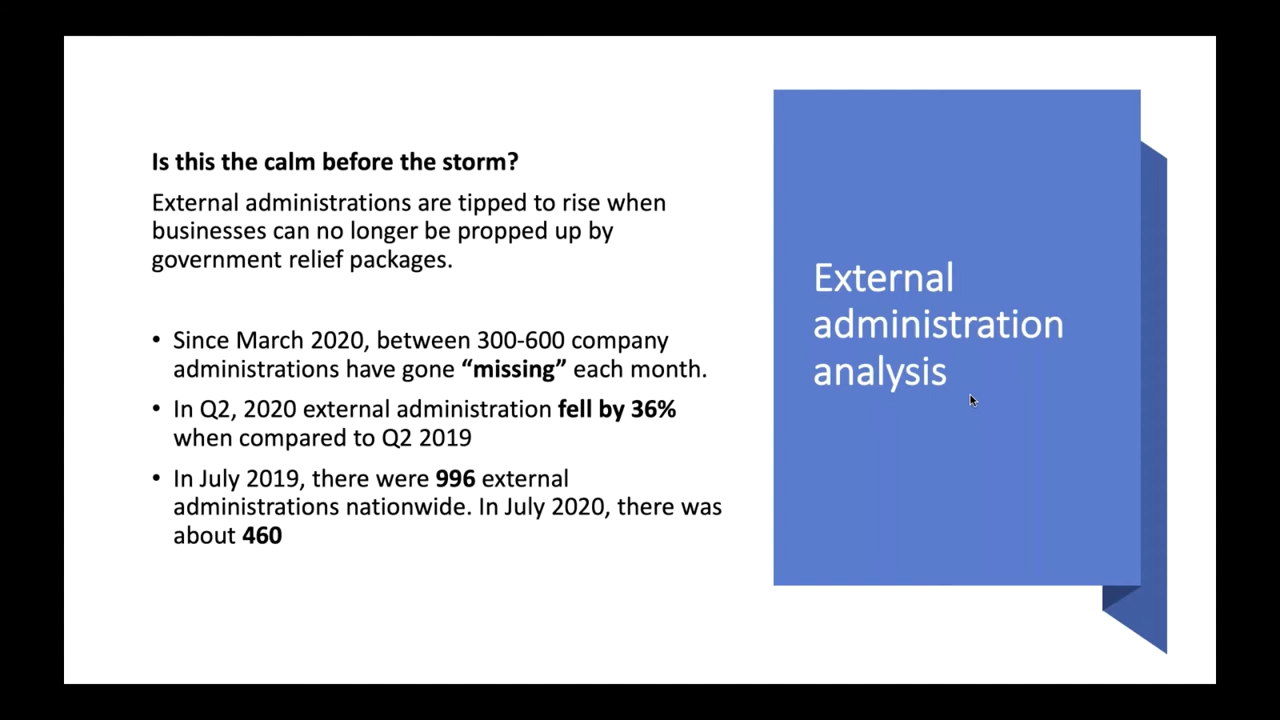 Is this the calm before the storm?
External administrations are tipped to rise when
businesses can no longer be propped up by
government relief packages.
• Since March 2020, between 300-600 company
administrations have gone “missing” each month.
• In Q2, 2020 external administration fell by 36%
when compared to Q2 2019
• In July 2019, there were 996 external
administrations nationwide. In July 2020, there was
about 460
External
administration
analysis